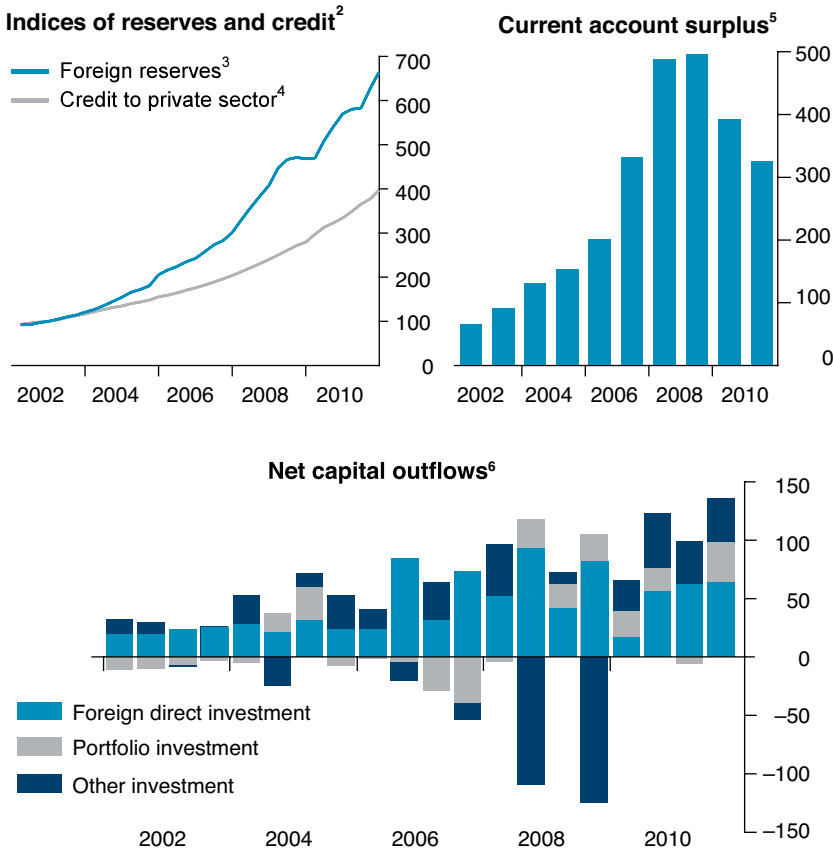 Indices of reserves and credit²
Foreign reserves³
Credit to private sector⁴
700
600
500
400
300
200
100
0
2002 2004 2006 2008 2010
Current account surplus⁵
500
400
300
200
100
0
2002 2004 2006 2008 2010
Net capital outflows⁶
150
100
50
0
−50
−100
−150
Foreign direct investment
Portfolio investment
Other investment
2002 2004 2006 2008 2010